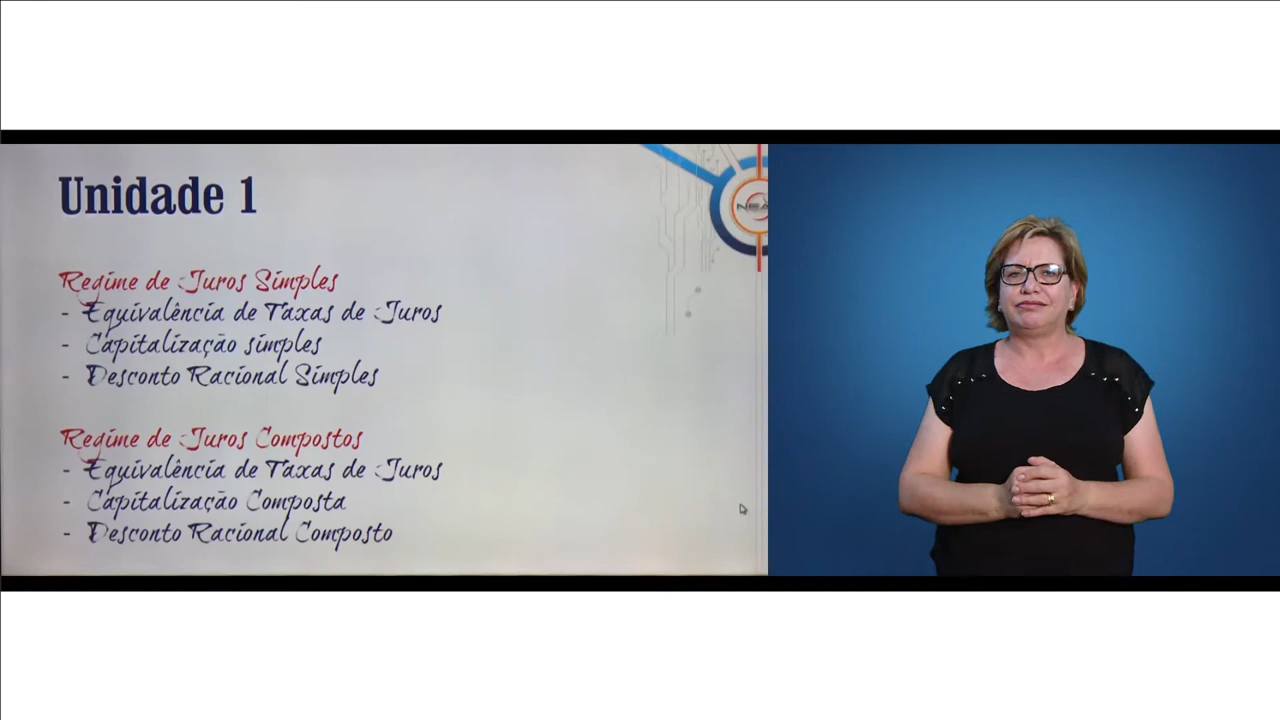 Unidade 1
Regime de Juros Simples
- Equivalência de Taxas de Juros
- Capitalização simples
- Desconto Racional Simples
Regime de Juros Compostos
- Equivalência de Taxas de Juros
- Capitalização Composta
- Desconto Racional Composto